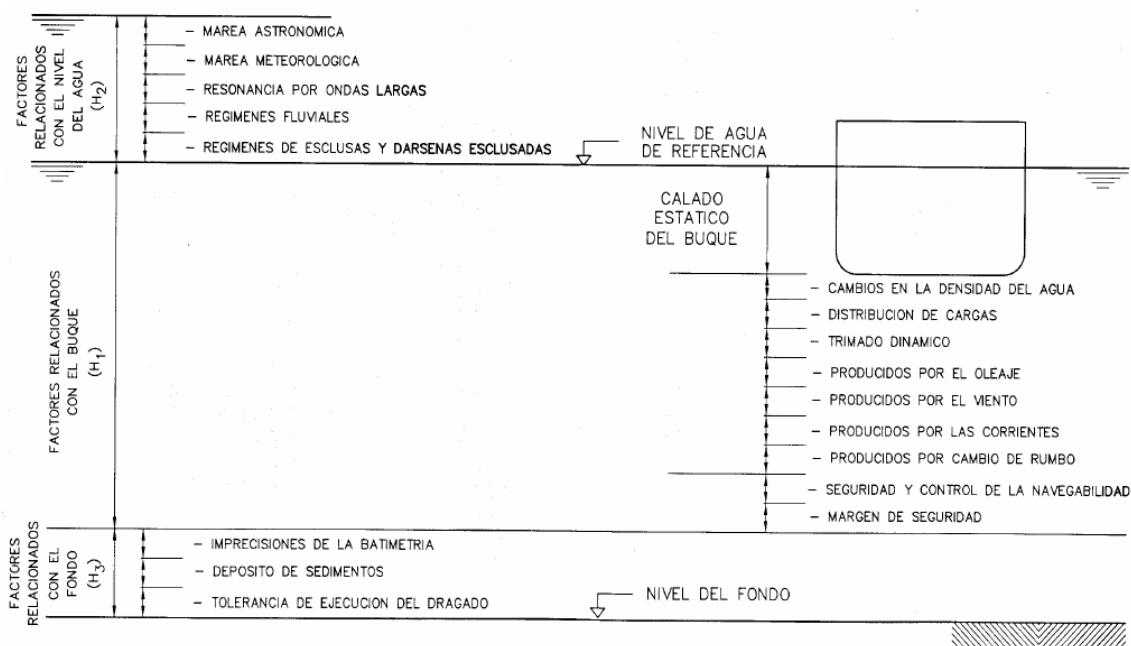 FACTORES
RELACIONADOS
CON EL NIVEL
DEL AGUA
(H2)
- MAREA ASTRONOMICA
- MAREA METEOROLOGICA
- RESONANCIA POR ONDAS LARGAS
- REGIMENES FLUVIALES
- REGIMENES DE ESCLUSAS Y DARSENAS ESCLUSADAS
NIVEL DE AGUA
DE REFERENCIA
FACTORES RELACIONADOS
CON EL BUQUE
(H1)
CALADO
ESTATICO
DEL BUQUE
- CAMBIOS EN LA DENSIDAD DEL AGUA
- DISTRIBUCION DE CARGAS
- TRIMADO DINAMICO
- PRODUCIDOS POR EL OLEAJE
- PRODUCIDOS POR EL VIENTO
- PRODUCIDOS POR LAS CORRIENTES
- PRODUCIDOS POR CAMBIO DE RUMBO
- SEGURIDAD Y CONTROL DE LA NAVEGABILIDAD
- MARGEN DE SEGURIDAD
FACTORES
RELACIONADOS
CON EL
FONDO
(H3)
- IMPRECISIONES DE LA BATIMETRIA
- DEPOSITO DE SEDIMENTOS
- TOLERANCIA DE EJECUCION DEL DRAGADO
NIVEL DEL FONDO